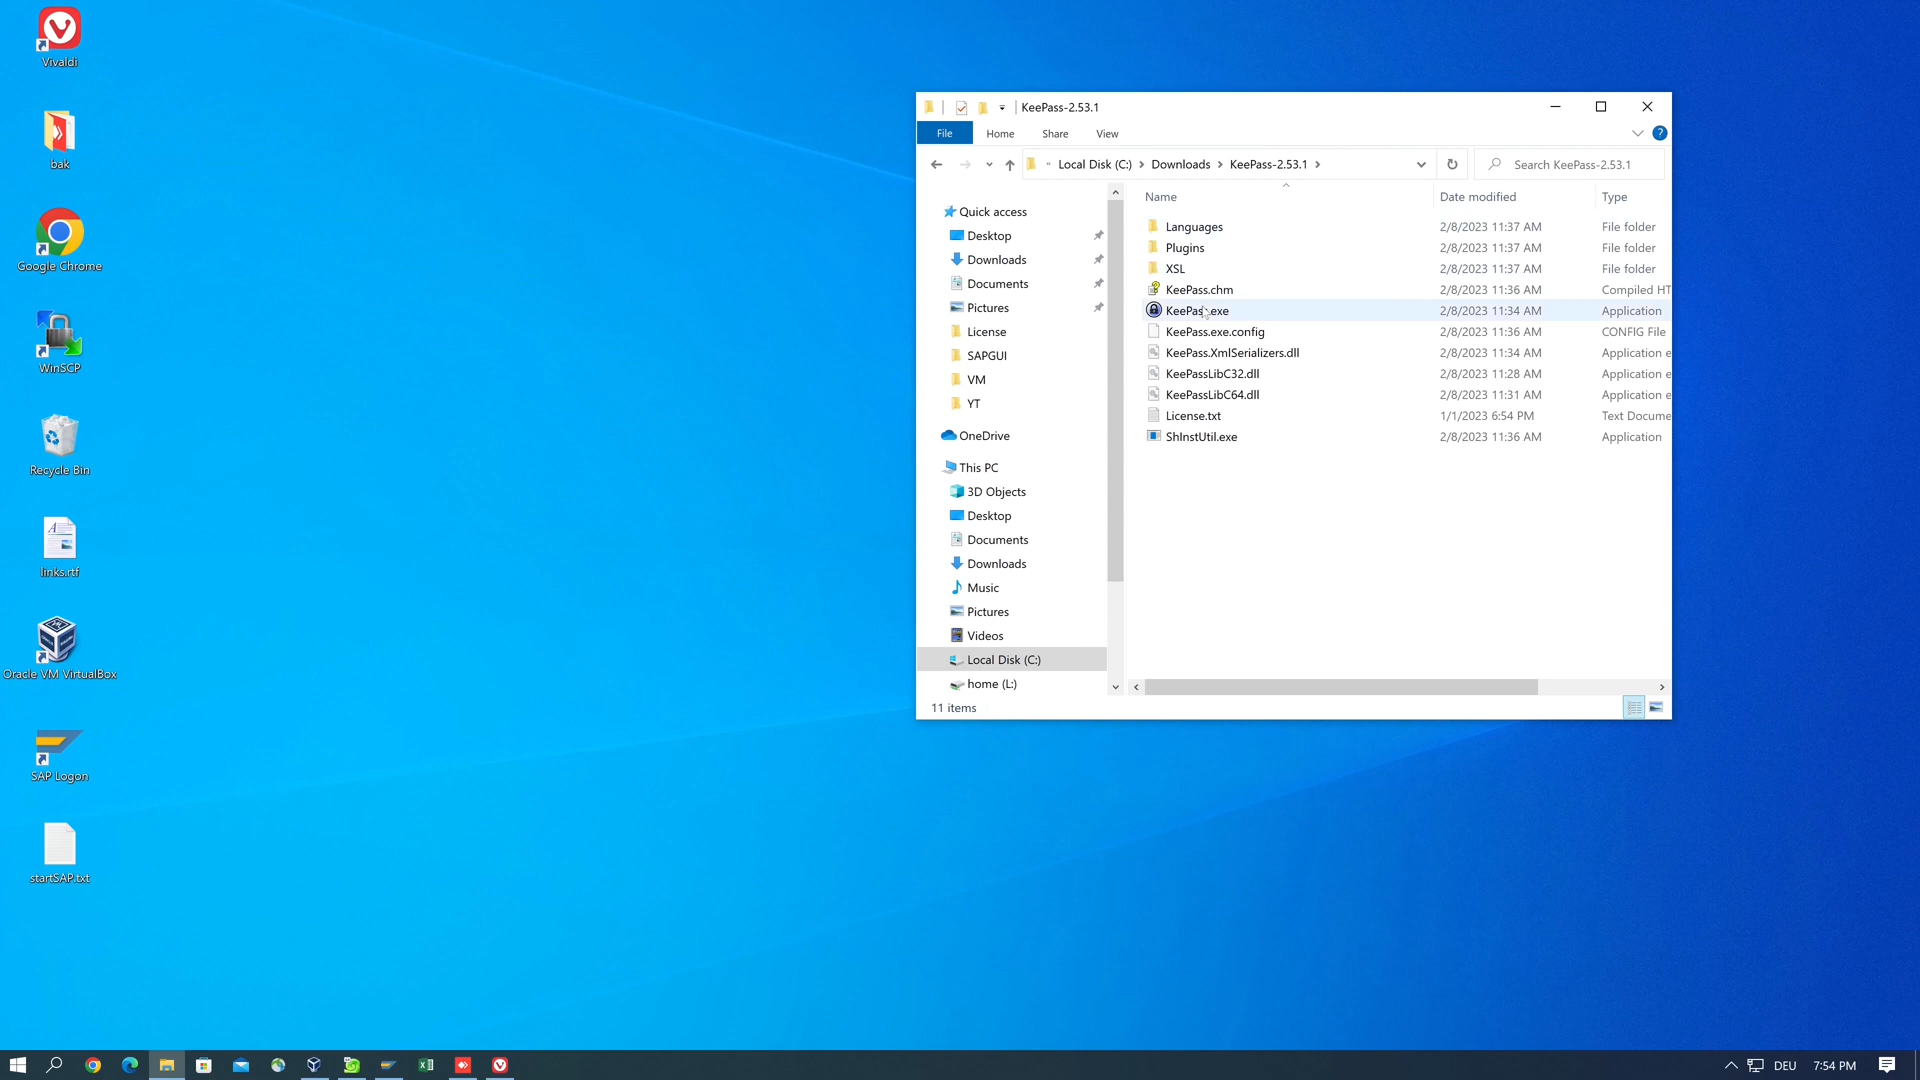 Vivaldi
bak
Google Chrome
WinSCP
Recycle Bin
links.rtf
Oracle VM VirtualBox
SAP Logon
startSAP.txt
KeePass-2.53.1
File Home Share View
Local Disk (C:) Downloads KeePass-2.53.1
Search KeePass-2.53.1
Quick access
Desktop
Downloads
Documents
Pictures
License
SAPGUI
VM
YT
OneDrive
This PC
3D Objects
Desktop
Documents
Downloads
Music
Pictures
Videos
Local Disk (C:)
home (L:)
Name Date modified Type
Languages 2/8/2023 11:37 AM File folder
Plugins 2/8/2023 11:37 AM File folder
XSL 2/8/2023 11:37 AM File folder
KeePass.chm 2/8/2023 11:36 AM Compiled HT
KeePass.exe 2/8/2023 11:34 AM Application
KeePass.exe.config 2/8/2023 11:36 AM CONFIG File
KeePass.XmlSerializers.dll 2/8/2023 11:34 AM Application e
KeePassLibC32.dll 2/8/2023 11:28 AM Application e
KeePassLibC64.dll 2/8/2023 11:31 AM Application e
License.txt 1/1/2023 6:54 PM Text Docume
ShInstUtil.exe 2/8/2023 11:36 AM Application
11 items
DEU 7:54 PM